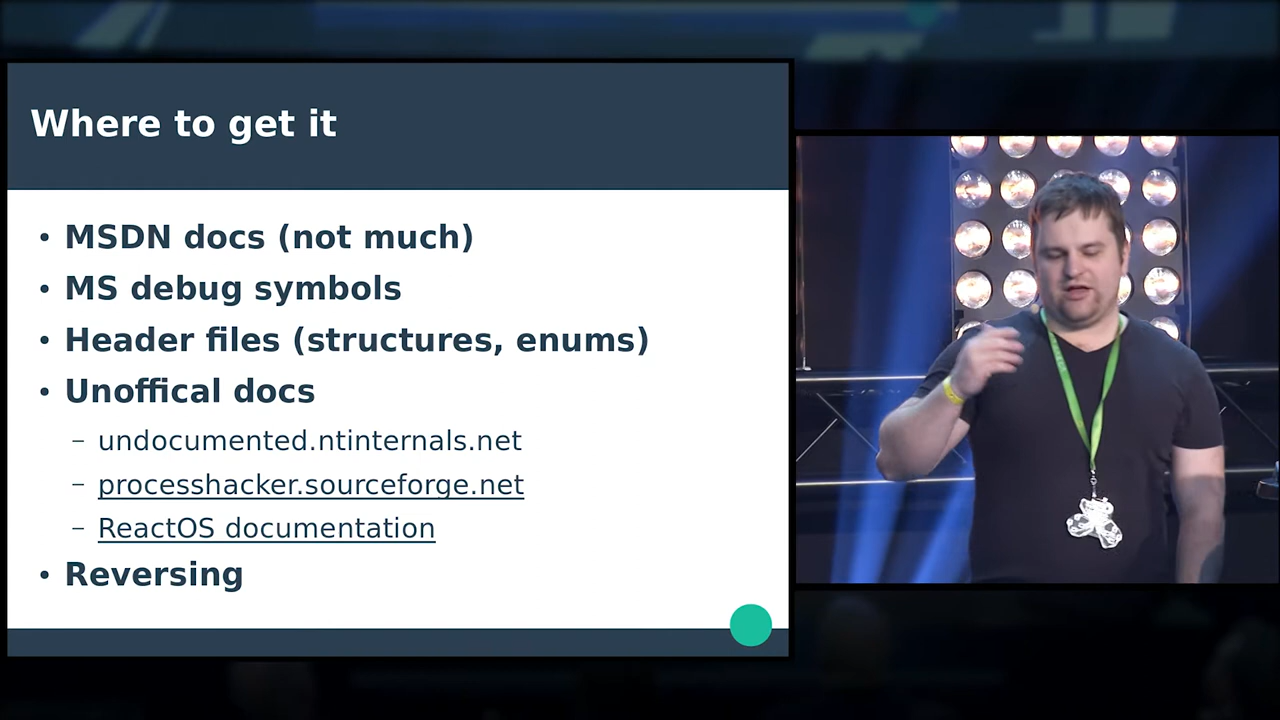 Where to get it
• MSDN docs (not much)
• MS debug symbols
• Header files (structures, enums)
• Unoffical docs
– undocumented.ntinternals.net
– processhacker.sourceforge.net
– ReactOS documentation
• Reversing